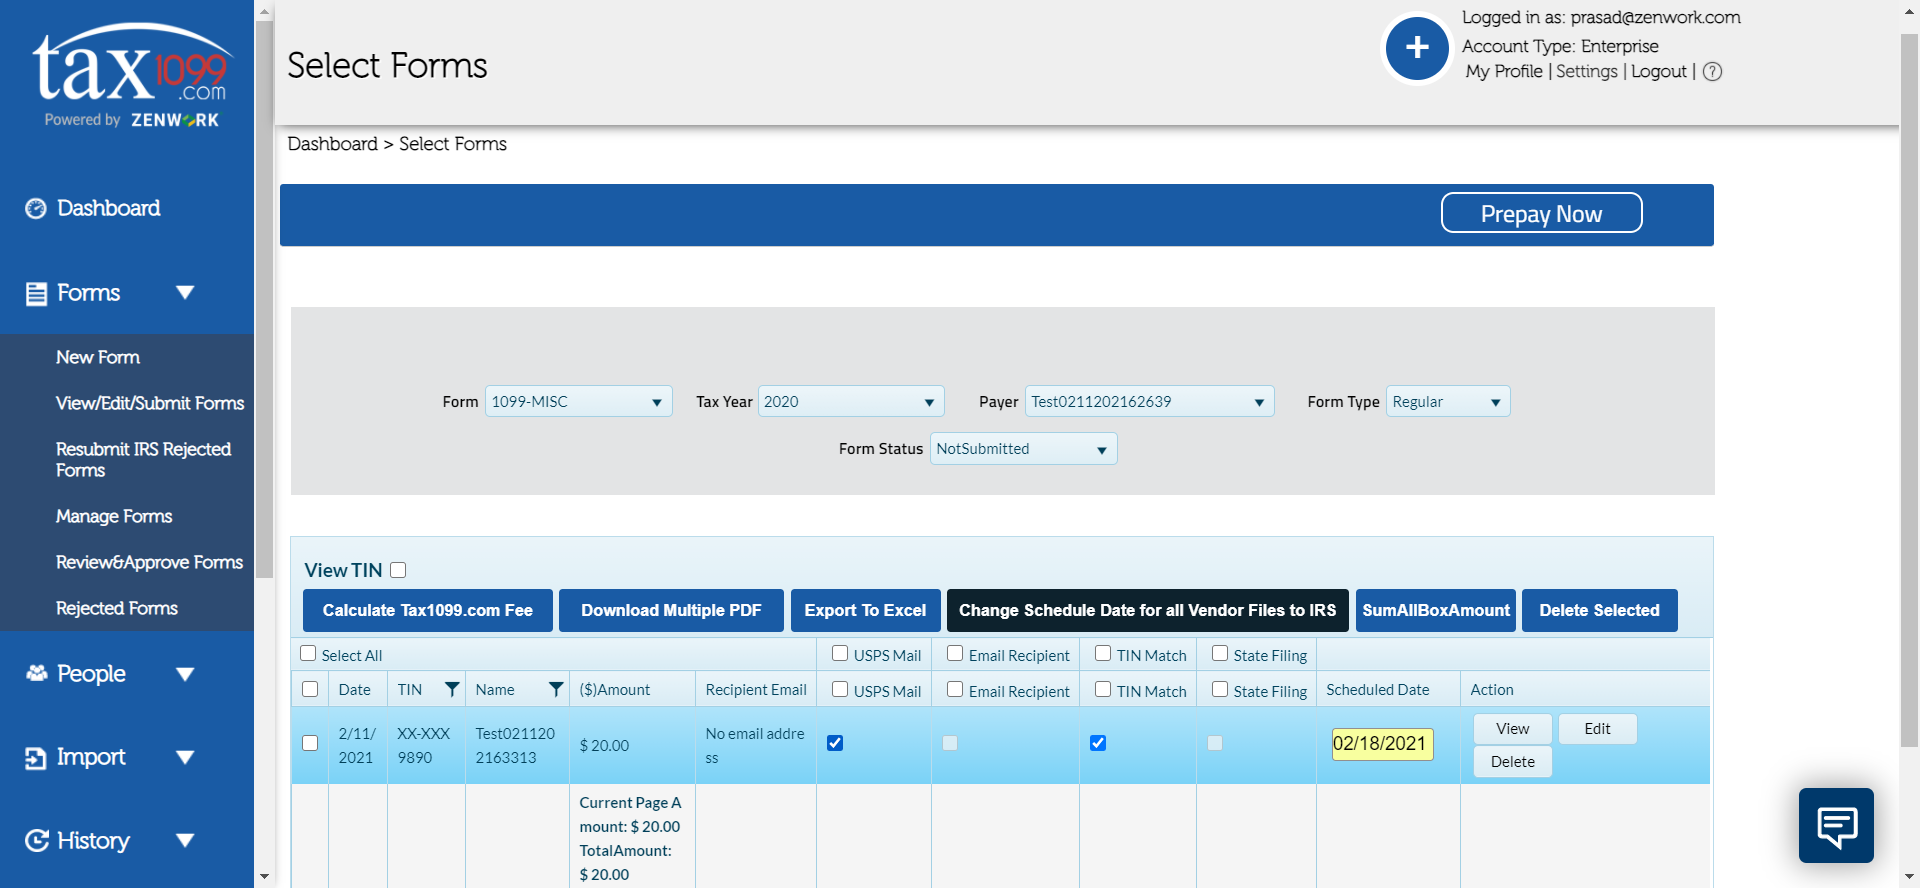 tax1099
.com
Powered by ZENWORK
Dashboard
Forms
New Form
View/Edit/Submit Forms
Resubmit IRS Rejected
Forms
Manage Forms
Review&Approve Forms
Rejected Forms
People
Import
History
Select Forms
+
Logged in as: prasad@zenwork.com
Account Type: Enterprise
My Profile | Settings | Logout | ?
Dashboard > Select Forms
Prepay Now
Form 1099-MISC Tax Year 2020 Payer Test0211202162639 Form Type Regular
Form Status NotSubmitted
View TIN
Calculate Tax1099.com Fee Download Multiple PDF Export To Excel Change Schedule Date for all Vendor Files to IRS SumAllBoxAmount Delete Selected
Select All USPS Mail Email Recipient TIN Match State Filing
Date TIN Name ($)Amount Recipient Email USPS Mail Email Recipient TIN Match State Filing Scheduled Date Action
2/11/
2021
XX-XXX
9890
Test021120
2163313
$ 20.00
No email addre
ss
02/18/2021
View Edit
Delete
Current Page A
mount: $ 20.00
TotalAmount:
$ 20.00